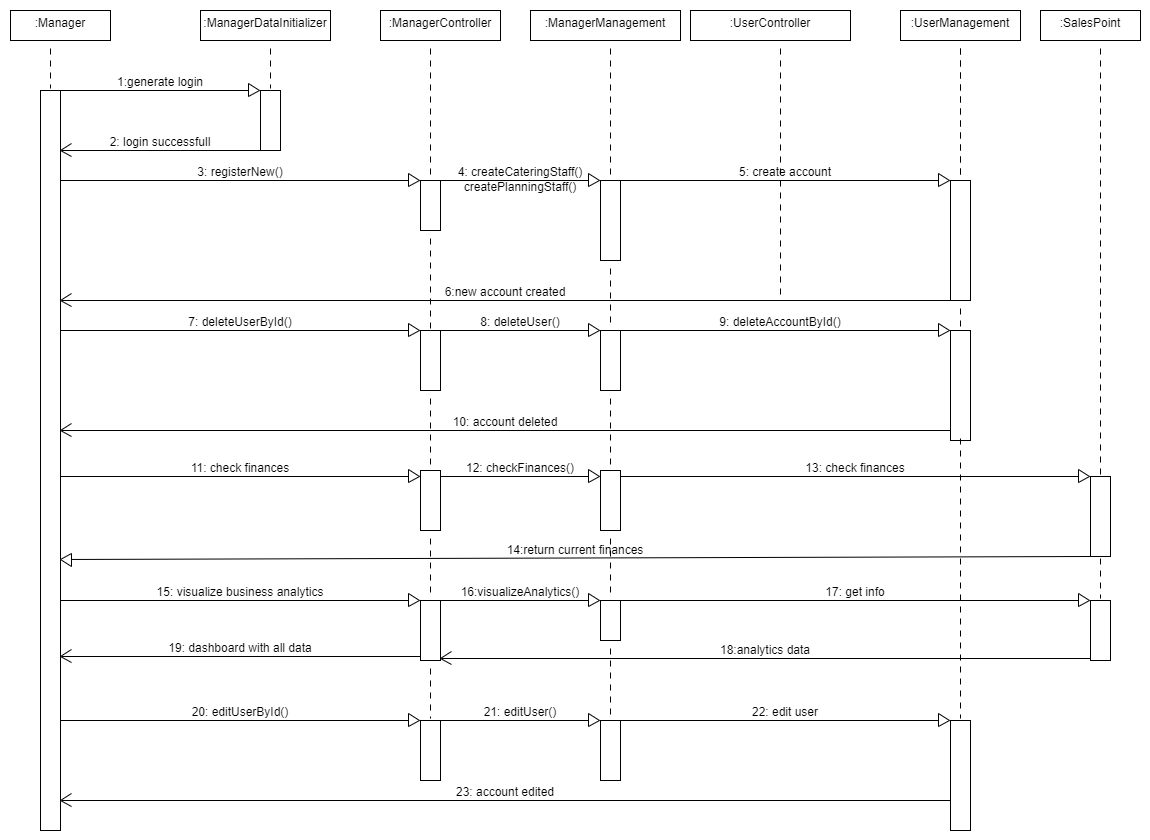 :Manager
:ManagerDataInitializer
:ManagerController
:ManagerManagement
:UserController
:UserManagement
:SalesPoint
1:generate login
2: login successfull
3: registerNew()
4: createCateringStaff()
createPlanningStaff()
5: create account
6:new account created
7: deleteUserById()
8: deleteUser()
9: deleteAccountById()
10: account deleted
11: check finances
12: checkFinances()
13: check finances
14:return current finances
15: visualize business analytics
16:visualizeAnalytics()
17: get info
18:analytics data
19: dashboard with all data
20: editUserById()
21: editUser()
22: edit user
23: account edited